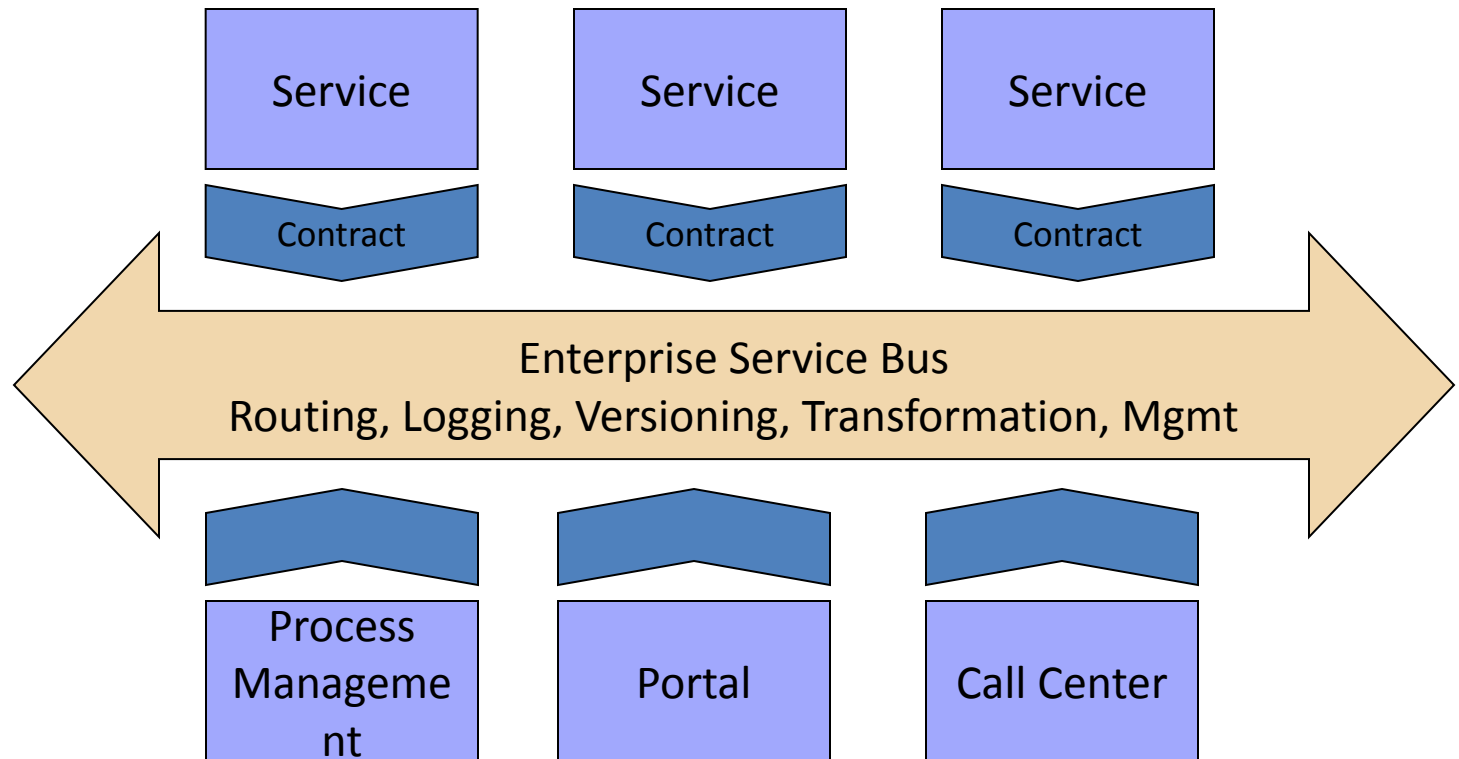 Service
Service
Service
Contract
Contract
Contract
Enterprise Service Bus
Routing, Logging, Versioning, Transformation, Mgmt
Process
Manageme
nt
Portal
Call Center